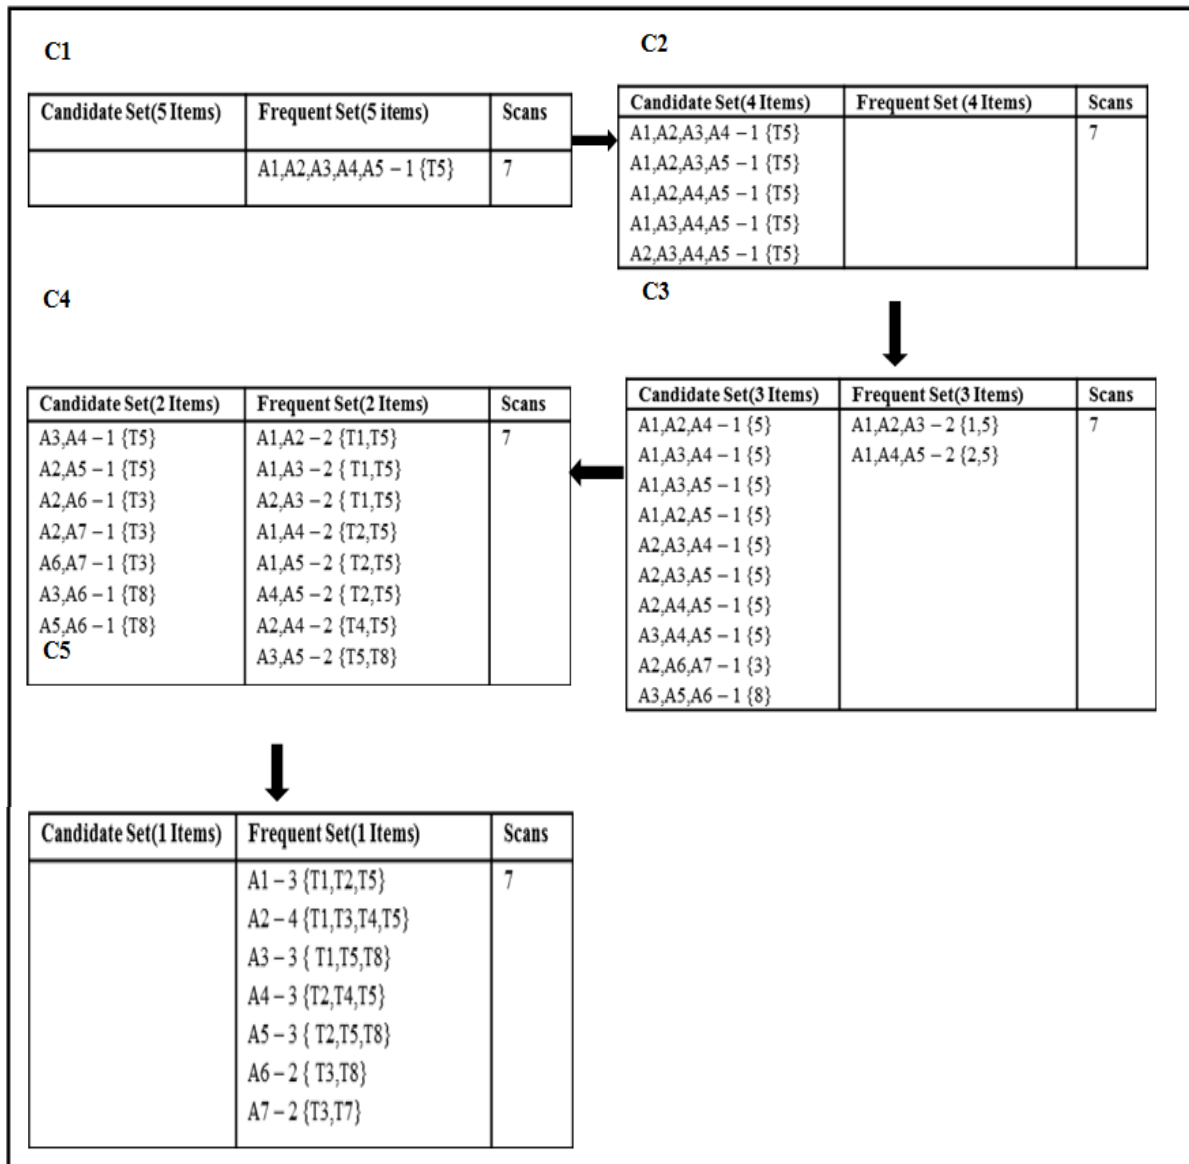 C1
Candidate Set(5 Items) Frequent Set(5 items) Scans
A1,A2,A3,A4,A5 – 1 {T5} 7
C2
Candidate Set(4 Items) Frequent Set (4 Items) Scans
A1,A2,A3,A4 – 1 {T5} 7
A1,A2,A3,A5 – 1 {T5}
A1,A2,A4,A5 – 1 {T5}
A1,A3,A4,A5 – 1 {T5}
A2,A3,A4,A5 – 1 {T5}
C3
Candidate Set(3 Items) Frequent Set(3 Items) Scans
A1,A2,A4 – 1 {5} A1,A2,A3 – 2 {1,5} 7
A1,A3,A4 – 1 {5} A1,A4,A5 – 2 {2,5}
A1,A3,A5 – 1 {5}
A1,A2,A5 – 1 {5}
A2,A3,A4 – 1 {5}
A2,A3,A5 – 1 {5}
A2,A4,A5 – 1 {5}
A3,A4,A5 – 1 {5}
A2,A6,A7 – 1 {3}
A3,A5,A6 – 1 {8}
C4
Candidate Set(2 Items) Frequent Set(2 Items) Scans
A3,A4 – 1 {T5} A1,A2 – 2 {T1,T5} 7
A2,A5 – 1 {T5} A1,A3 – 2 { T1,T5}
A2,A6 – 1 {T3} A2,A3 – 2 { T1,T5}
A2,A7 – 1 {T3} A1,A4 – 2 {T2,T5}
A6,A7 – 1 {T3} A1,A5 – 2 { T2,T5}
A3,A6 – 1 {T8} A4,A5 – 2 { T2,T5}
A5,A6 – 1 {T8} A2,A4 – 2 {T4,T5}
C5 A3,A5 – 2 {T5,T8}
Candidate Set(1 Items) Frequent Set(1 Items) Scans
A1 – 3 {T1,T2,T5} 7
A2 – 4 {T1,T3,T4,T5}
A3 – 3 { T1,T5,T8}
A4 – 3 {T2,T4,T5}
A5 – 3 { T2,T5,T8}
A6 – 2 { T3,T8}
A7 – 2 {T3,T7}